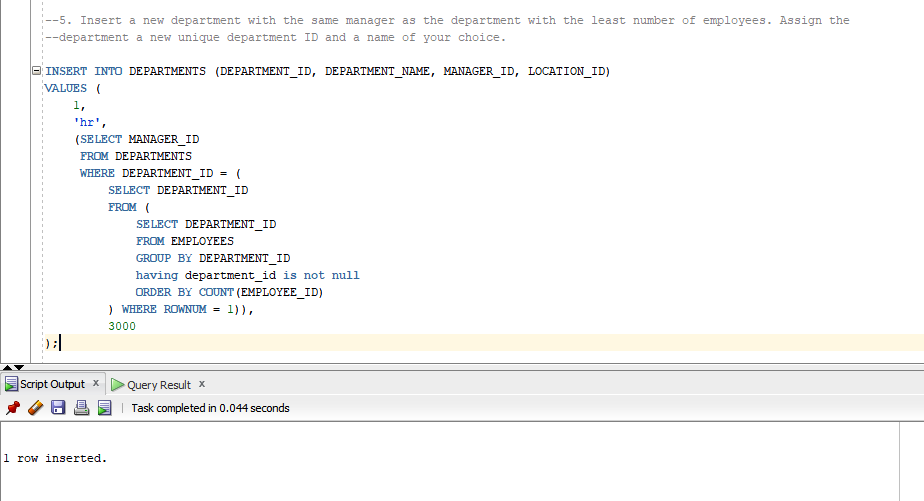 --5. Insert a new department with the same manager as the department with the least number of employees. Assign the
--department a new unique department ID and a name of your choice.
INSERT INTO DEPARTMENTS (DEPARTMENT_ID, DEPARTMENT_NAME, MANAGER_ID, LOCATION_ID)
VALUES (
1,
'hr',
(SELECT MANAGER_ID
FROM DEPARTMENTS
WHERE DEPARTMENT_ID = (
SELECT DEPARTMENT_ID
FROM (
SELECT DEPARTMENT_ID
FROM EMPLOYEES
GROUP BY DEPARTMENT_ID
having department_id is not null
ORDER BY COUNT(EMPLOYEE_ID)
) WHERE ROWNUM = 1)),
3000
);
Script Output x Query Result x
Task completed in 0.044 seconds
1 row inserted.